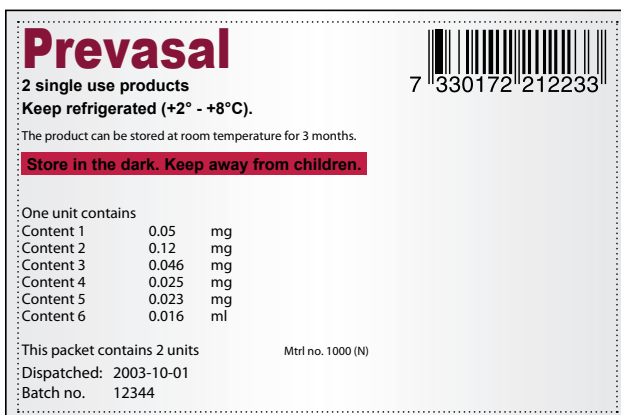 Prevasal
2 single use products
Keep refrigerated (+2° - +8°C).
The product can be stored at room temperature for 3 months.
Store in the dark. Keep away from children.
7 330172 212233
One unit contains
Content 1 0.05 mg
Content 2 0.12 mg
Content 3 0.046 mg
Content 4 0.025 mg
Content 5 0.023 mg
Content 6 0.016 ml
This packet contains 2 units Mtrl no. 1000 (N)
Dispatched: 2003-10-01
Batch no. 12344